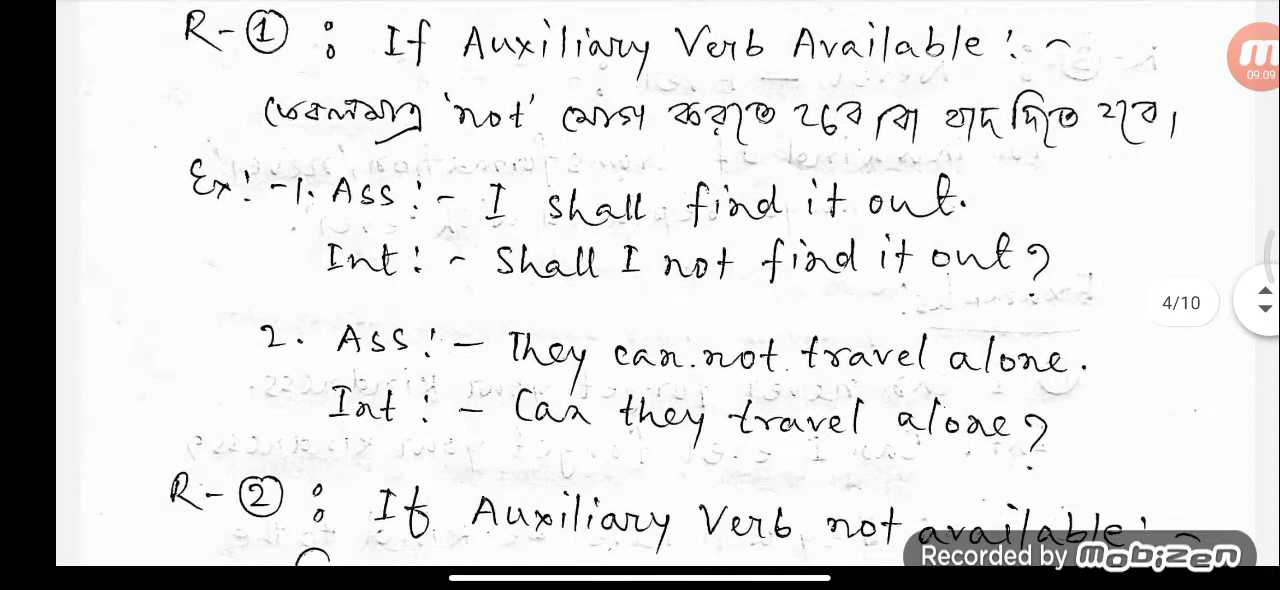 R-① : If Auxiliary Verb Available :-
কেবলমাত্র 'not' যোগ করতে হবে বা বাদ দিতে হবে।
Ex:-1. Ass:- I shall find it out.
Int:- Shall I not find it out?
2. Ass:- They can not travel alone.
Int:- Can they travel alone?
R-② : If Auxiliary Verb not available:-
09:09
4/10
Recorded by mobizen